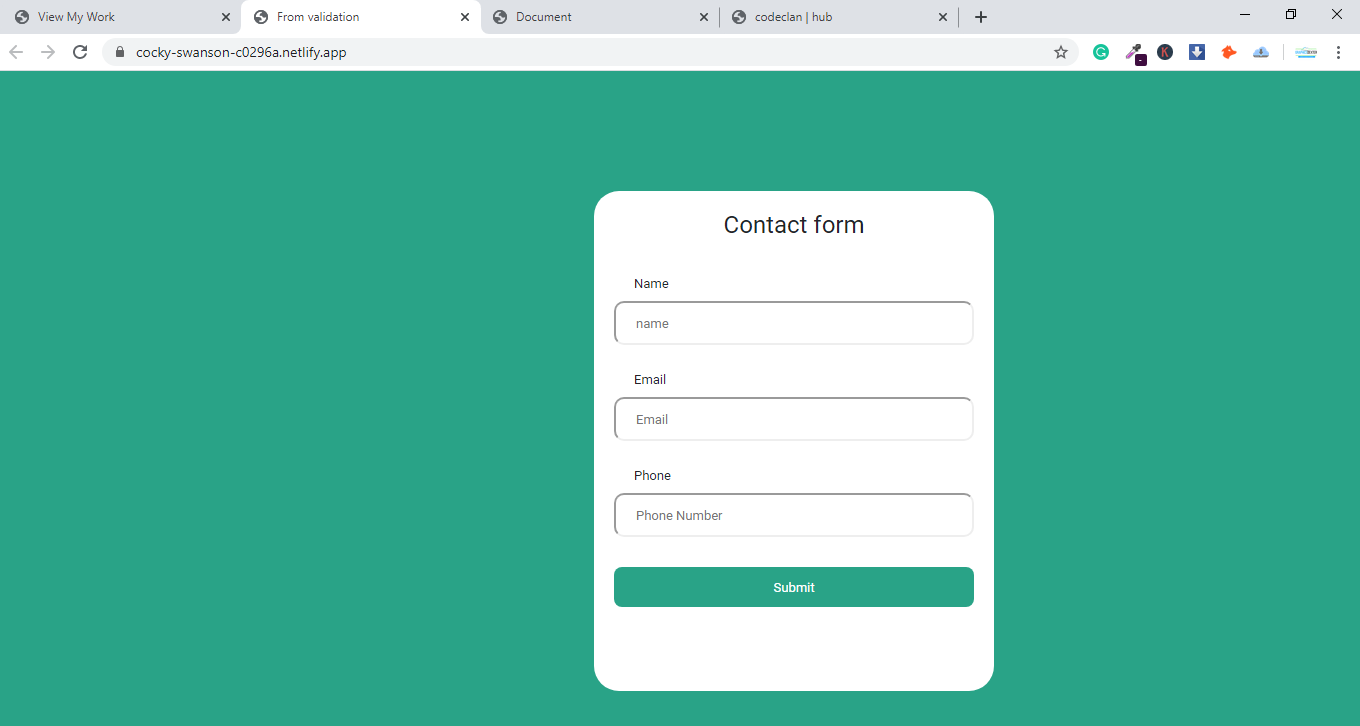 View My Work
From validation
Document
codeclan | hub
cocky-swanson-c0296a.netlify.app
Contact form
Name
name
Email
Email
Phone
Phone Number
Submit